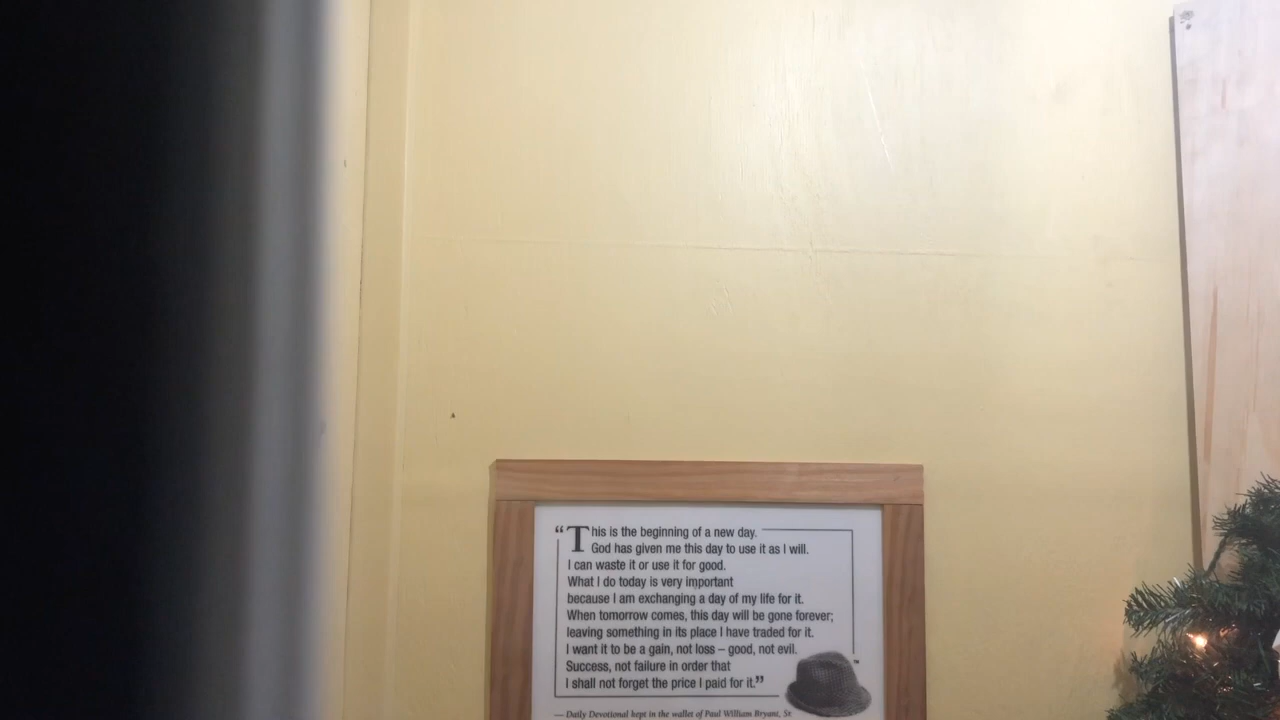 “This is the beginning of a new day.
God has given me this day to use it as I will.
I can waste it or use it for good.
What I do today is very important
because I am exchanging a day of my life for it.
When tomorrow comes, this day will be gone forever;
leaving something in its place I have traded for it.
I want it to be a gain, not loss – good, not evil.
Success, not failure in order that
I shall not forget the price I paid for it.”
™
— Daily Devotional kept in the wallet of Paul William Bryant, Sr.